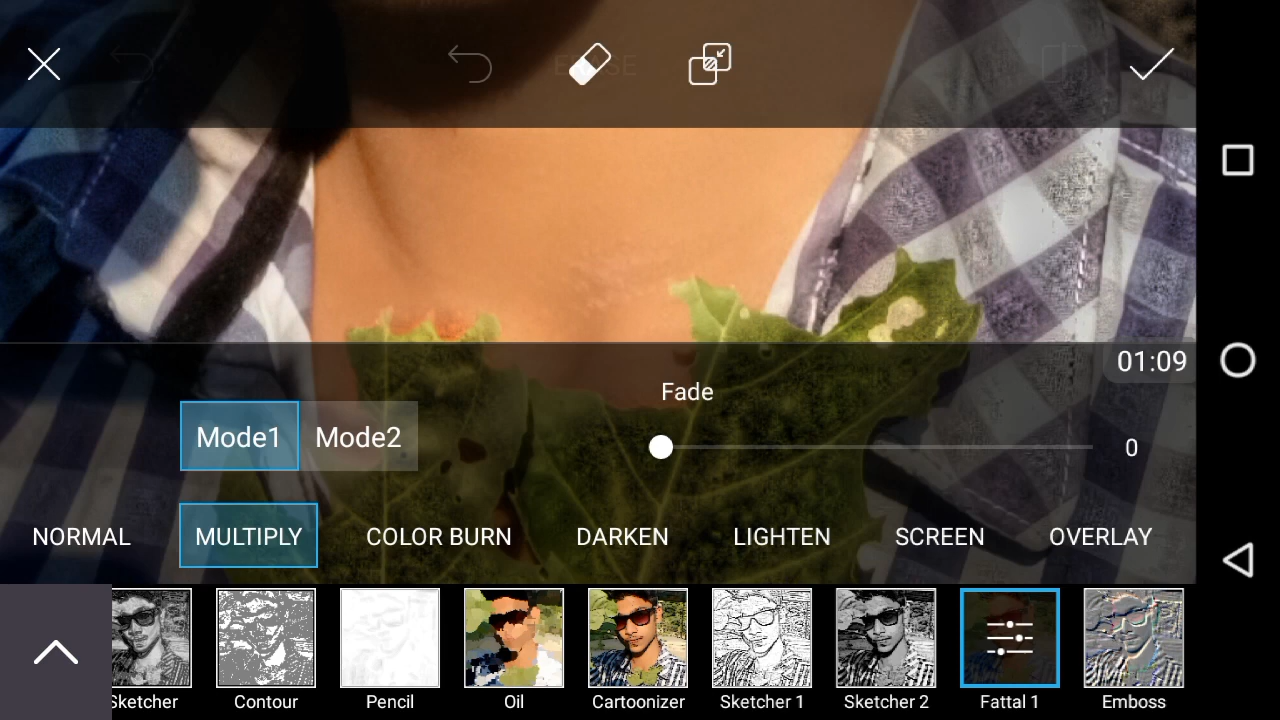 ERASE
01:09
Fade
Mode1 Mode2
0
NORMAL MULTIPLY COLOR BURN DARKEN LIGHTEN SCREEN OVERLAY
Sketcher Contour Pencil Oil Cartoonizer Sketcher 1 Sketcher 2 Fattal 1 Emboss